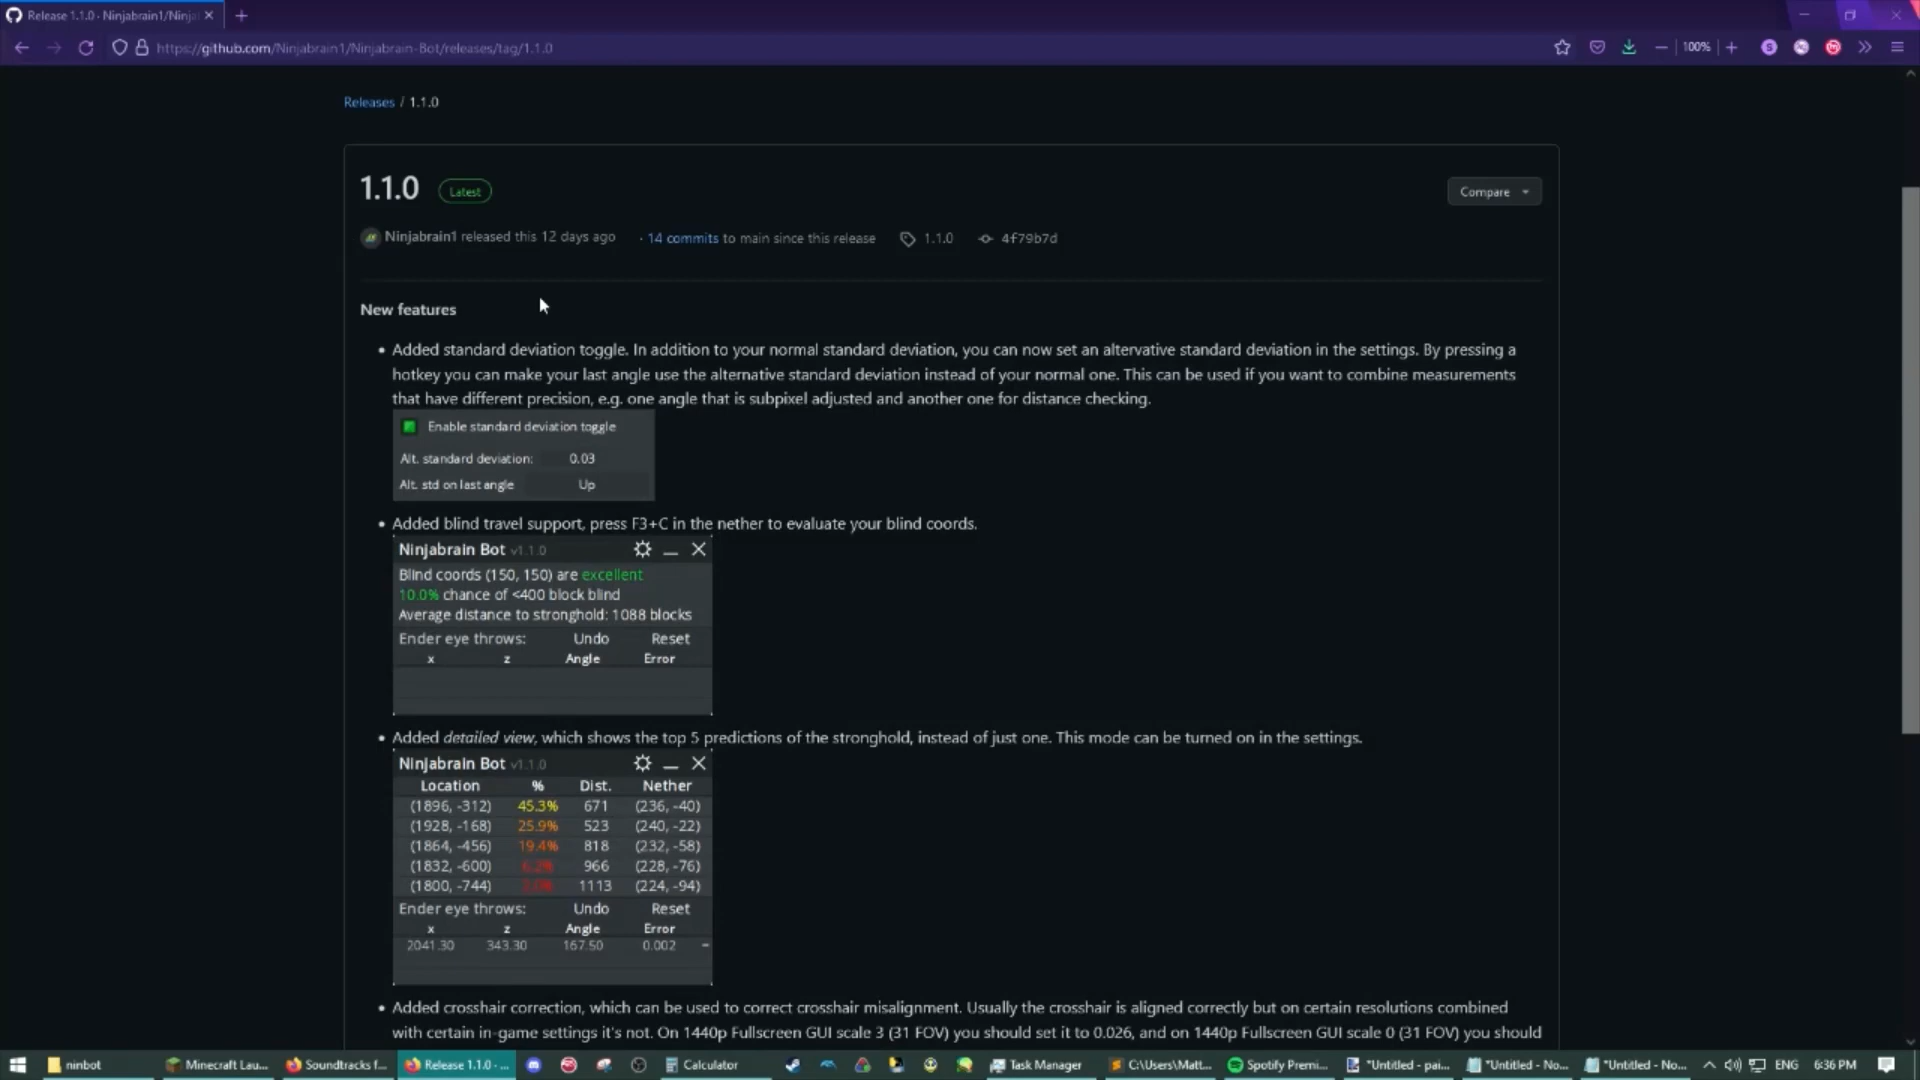 Release 1.1.0 · Ninjabrain1/Ninja
https://github.com/Ninjabrain1/Ninjabrain-Bot/releases/tag/1.1.0
100%
Releases / 1.1.0
1.1.0 Latest
Compare
Ninjabrain1 released this 12 days ago · 14 commits to main since this release 1.1.0 4f79b7d
New features
• Added standard deviation toggle. In addition to your normal standard deviation, you can now set an altervative standard deviation in the settings. By pressing a
hotkey you can make your last angle use the alternative standard deviation instead of your normal one. This can be used if you want to combine measurements
that have different precision, e.g. one angle that is subpixel adjusted and another one for distance checking.
Enable standard deviation toggle
Alt. standard deviation: 0.03
Alt. std on last angle Up
• Added blind travel support, press F3+C in the nether to evaluate your blind coords.
Ninjabrain Bot v1.1.0
Blind coords (150, 150) are excellent
10.0% chance of <400 block blind
Average distance to stronghold: 1088 blocks
Ender eye throws: Undo Reset
x z Angle Error
• Added detailed view, which shows the top 5 predictions of the stronghold, instead of just one. This mode can be turned on in the settings.
Ninjabrain Bot v1.1.0
Location % Dist. Nether
(1896, -312) 45.3% 671 (236, -40)
(1928, -168) 25.9% 523 (240, -22)
(1864, -456) 19.4% 818 (232, -58)
(1832, -600) 966 (228, -76)
(1800, -744) 1113 (224, -94)
Ender eye throws: Undo Reset
x z Angle Error
2041.30 343.30 167.50 0.002 –
• Added crosshair correction, which can be used to correct crosshair misalignment. Usually the crosshair is aligned correctly but on certain resolutions combined
with certain in-game settings it's not. On 1440p Fullscreen GUI scale 3 (31 FOV) you should set it to 0.026, and on 1440p Fullscreen GUI scale 0 (31 FOV) you should
ninbot Minecraft Lau... Soundtracks f... Release 1.1.0 - ... Calculator Task Manager C:\Users\Matt... Spotify Premi... *Untitled - pai... *Untitled - No... *Untitled - No... ENG 6:36 PM